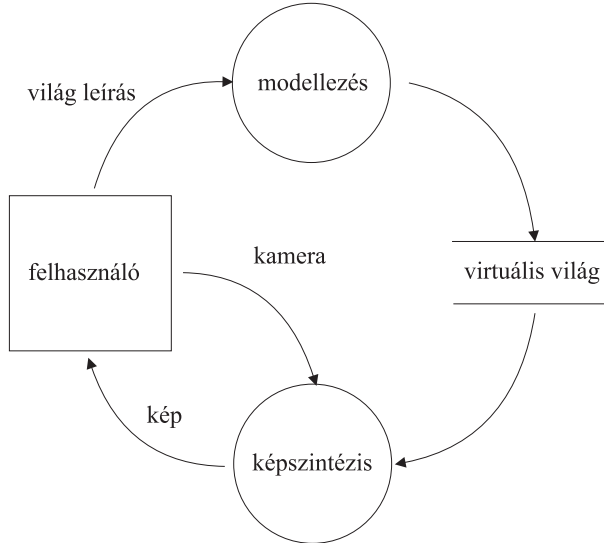 modellezés
világ leírás
felhasználó
kamera
virtuális világ
kép
képszintézis